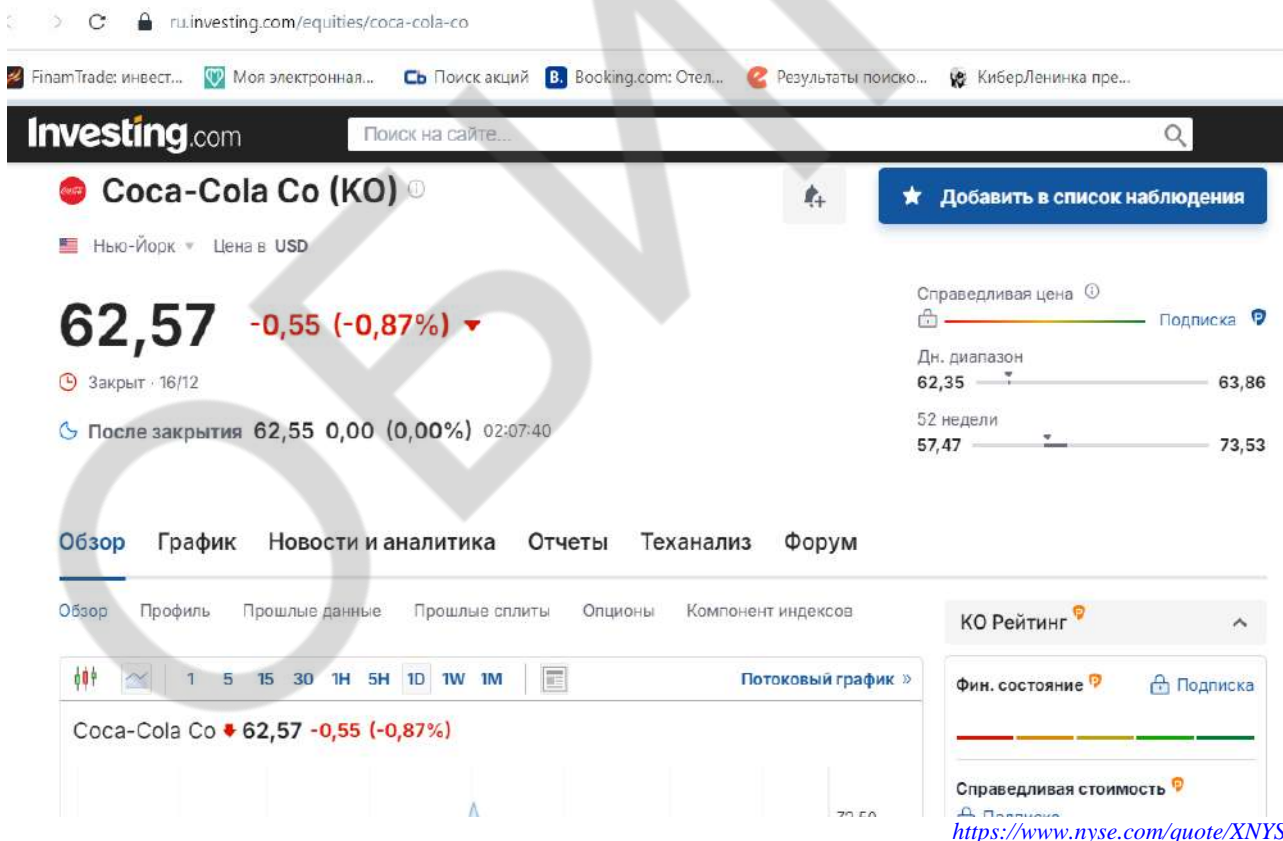 ru.investing.com/equities/coca-cola-co
FinamTrade: инвест... Моя электронная... Сь Поиск акций B. Booking.com: Отел... Результаты поиско... КиберЛенинка пре...
Investing.com Поиск на сайте...
Coca-Cola Co (KO)
Добавить в список наблюдения
Нью-Йорк Цена в USD
62,57 -0,55 (-0,87%)
Справедливая цена
Подписка
Закрыт · 16/12
Дн. диапазон
62,35 63,86
После закрытия 62,55 0,00 (0,00%) 02:07:40
52 недели
57,47 73,53
Обзор График Новости и аналитика Отчеты Теханализ Форум
Обзор Профиль Прошлые данные Прошлые сплиты Опционы Компонент индексов
КО Рейтинг
1 5 15 30 1H 5H 1D 1W 1M Потоковый график »
Фин. состояние Подписка
Coca-Cola Co 62,57 -0,55 (-0,87%)
Справедливая стоимость
https://www.nyse.com/quote/XNYS